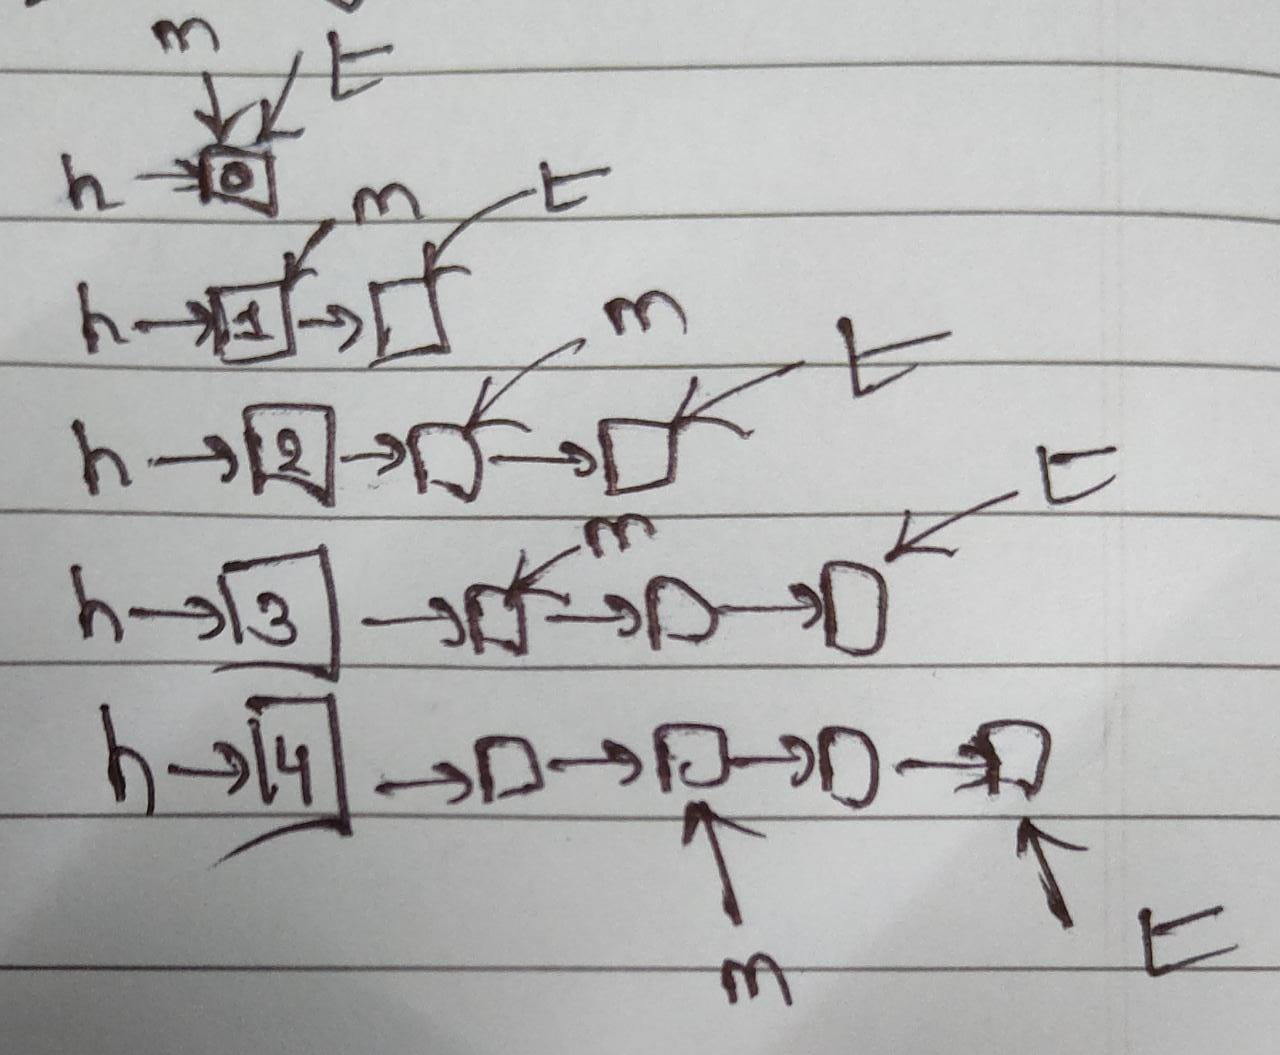 m t
h → 0
m t
h → 1 →
m t
h → 2 → →
m t
h → 3 → → →
h → 4 → → → →
m t